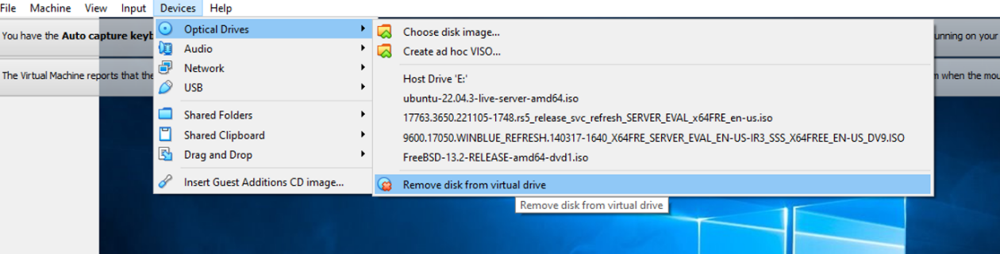 File Machine View Input Devices Help
You have the Auto capture keyb
unning on your
The Virtual Machine reports that the
n when the mou
Optical Drives
Audio
Network
USB
Shared Folders
Shared Clipboard
Drag and Drop
Insert Guest Additions CD image...
Choose disk image...
Create ad hoc VISO...
Host Drive 'E:'
ubuntu-22.04.3-live-server-amd64.iso
17763.3650.221105-1748.rs5_release_svc_refresh_SERVER_EVAL_x64FRE_en-us.iso
9600.17050.WINBLUE_REFRESH.140317-1640_X64FRE_SERVER_EVAL_EN-US-IR3_SSS_X64FREE_EN-US_DV9.ISO
FreeBSD-13.2-RELEASE-amd64-dvd1.iso
Remove disk from virtual drive
Remove disk from virtual drive